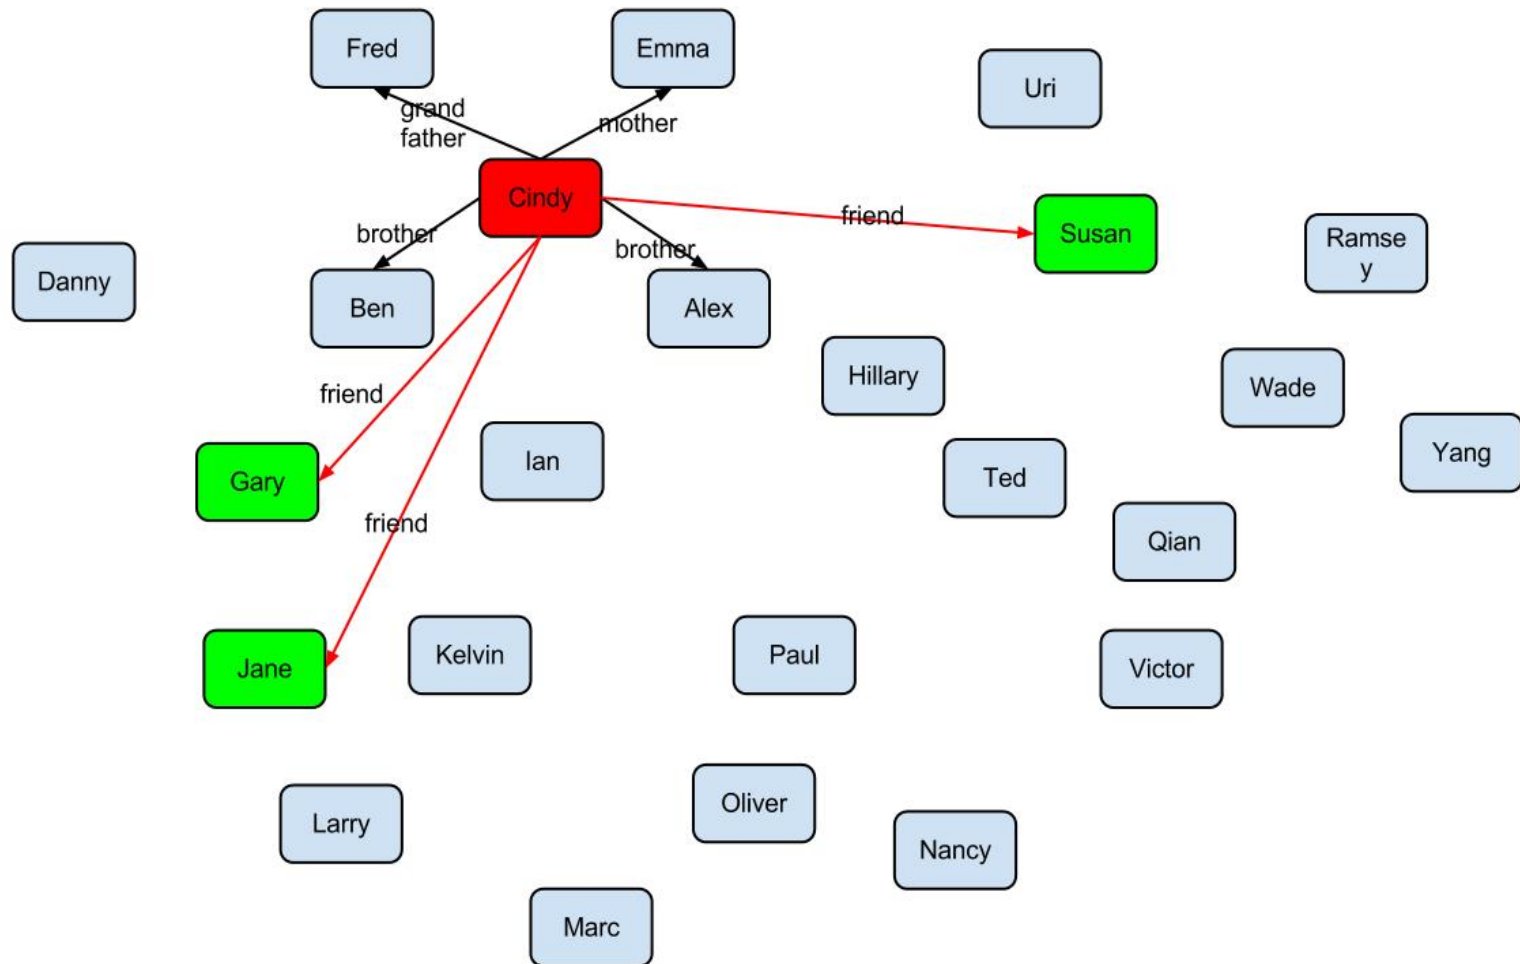 Fred
Emma
Uri
grand
father
mother
Cindy
friend
Susan
brother
brother
Ramse
y
Danny
Ben
Alex
Hillary
Wade
friend
Yang
Gary
Ian
Ted
friend
Qian
Jane
Kelvin
Paul
Victor
Larry
Oliver
Nancy
Marc